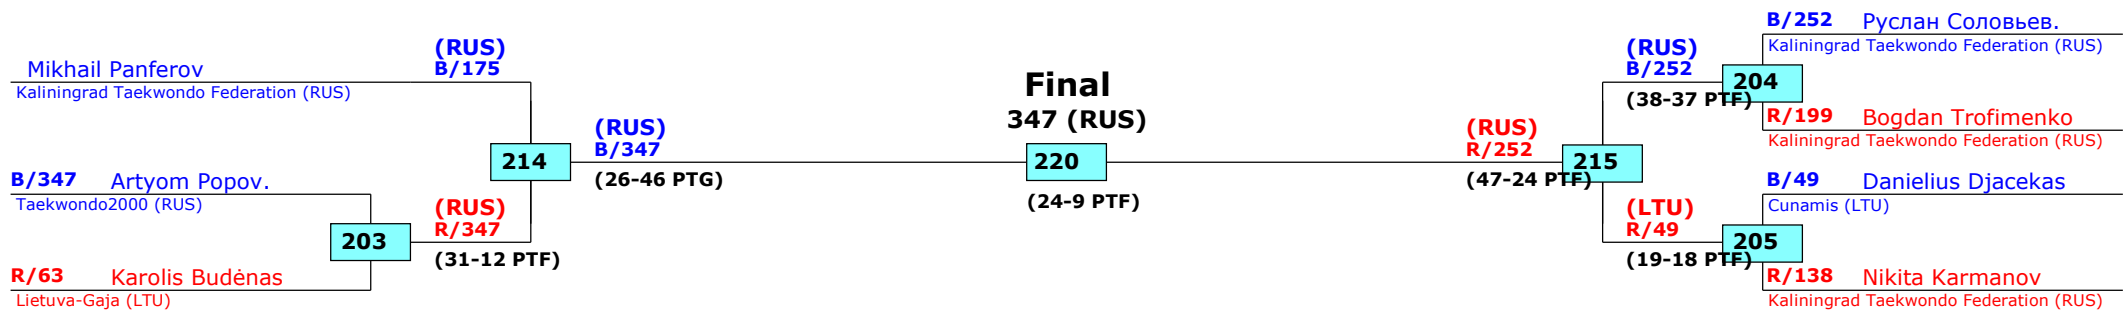 Mikhail Panferov
Kaliningrad Taekwondo Federation (RUS)
(RUS)
B/175
B/347 Artyom Popov.
Taekwondo2000 (RUS)
203
R/63 Karolis Budėnas
Lietuva-Gaja (LTU)
(RUS)
R/347
(31-12 PTF)
214
(RUS)
B/347
(26-46 PTG)
Final
347 (RUS)
220
(24-9 PTF)
(RUS)
R/252
(47-24 PTF)
215
(RUS)
B/252
(38-37 PTF)
204
B/252 Руслан Соловьев.
Kaliningrad Taekwondo Federation (RUS)
R/199 Bogdan Trofimenko
Kaliningrad Taekwondo Federation (RUS)
(LTU)
R/49
(19-18 PTF)
205
B/49 Danielius Djacekas
Cunamis (LTU)
R/138 Nikita Karmanov
Kaliningrad Taekwondo Federation (RUS)